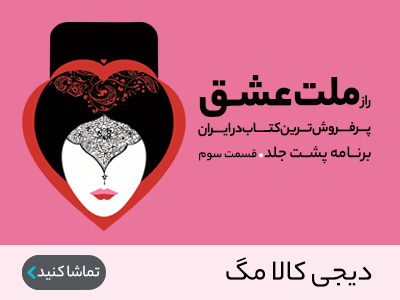 راز ملت عشق
پرفروش‌ترین کتاب در ایران
برنامه پشت جلد. قسمت سوم
دیجی کالا مگ
تماشا کنید